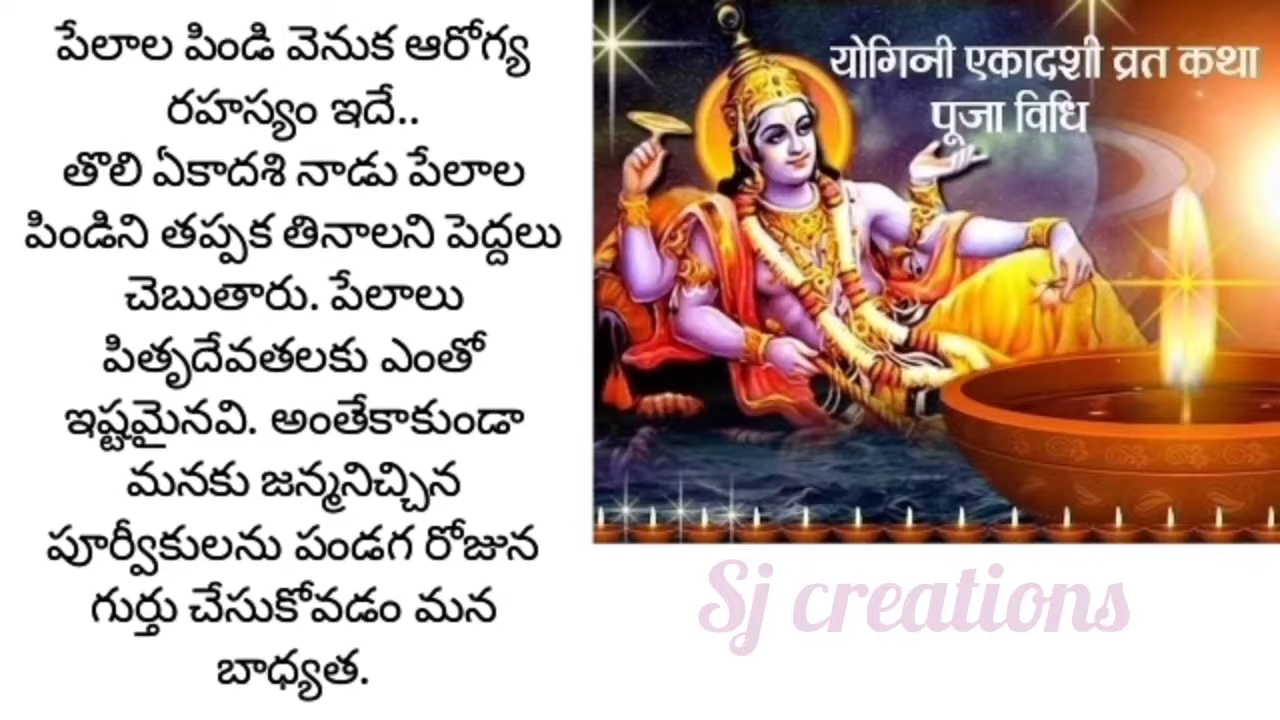 పేలాల పిండి వెనుక ఆరోగ్య
రహస్యం ఇదే..
తొలి ఏకాదశి నాడు పేలాల
పిండిని తప్పక తినాలని పెద్దలు
చెబుతారు. పేలాలు
పితృదేవతలకు ఎంతో
ఇష్టమైనవి. అంతేకాకుండా
మనకు జన్మనిచ్చిన
పూర్వీకులను పండగ రోజున
గుర్తు చేసుకోవడం మన
బాధ్యత.
योगिनी एकादशी व्रत कथा
पूजा विधि
Sj creations